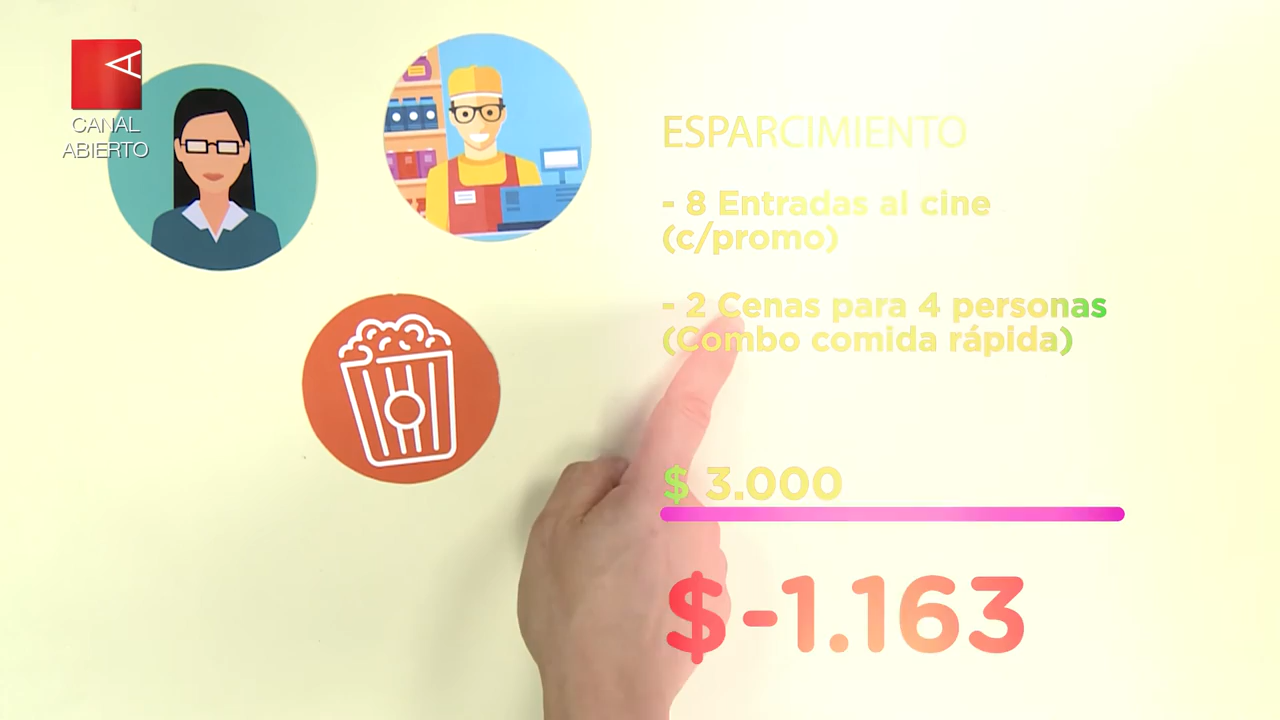 CANAL
ABIERTO
ESPARCIMIENTO
- 8 Entradas al cine
(c/promo)
- 2 Cenas para 4 personas
(Combo comida rápida)
$ 3.000
$-1.163